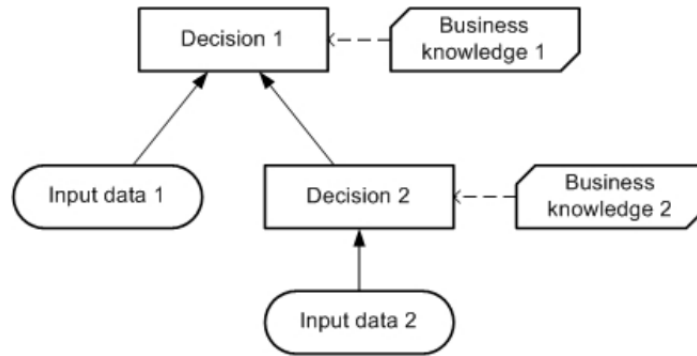 Decision 1
Business
knowledge 1
Input data 1
Decision 2
Business
knowledge 2
Input data 2